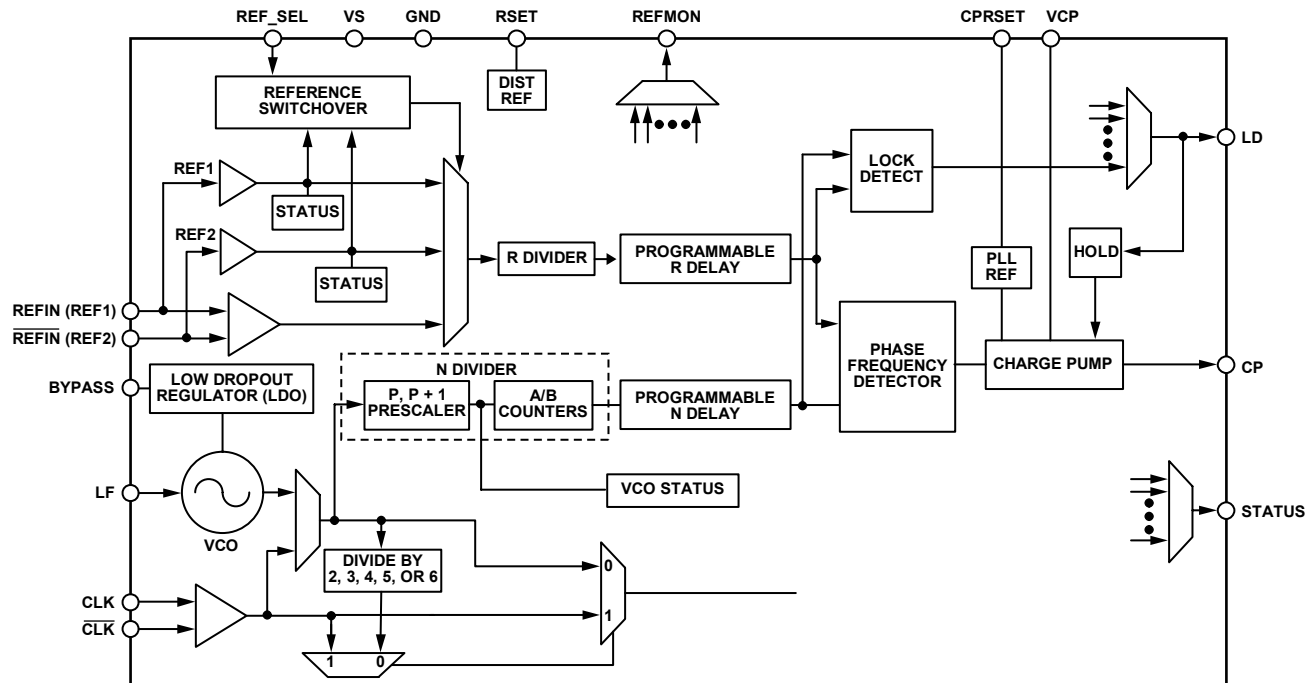 REF_SEL
VS
GND
RSET
REFMON
CPRSET
VCP
REFERENCE
SWITCHOVER
DIST
REF
LD
LOCK
DETECT
REF1
STATUS
REF2
STATUS
R DIVIDER
PROGRAMMABLE
R DELAY
PLL
REF
HOLD
REFIN (REF1)
REFIN (REF2)
BYPASS
LOW DROPOUT
REGULATOR (LDO)
N DIVIDER
P, P + 1
PRESCALER
A/B
COUNTERS
PROGRAMMABLE
N DELAY
PHASE
FREQUENCY
DETECTOR
CHARGE PUMP
CP
LF
VCO
VCO STATUS
STATUS
DIVIDE BY
2, 3, 4, 5, OR 6
0
1
CLK
CLK
1
0